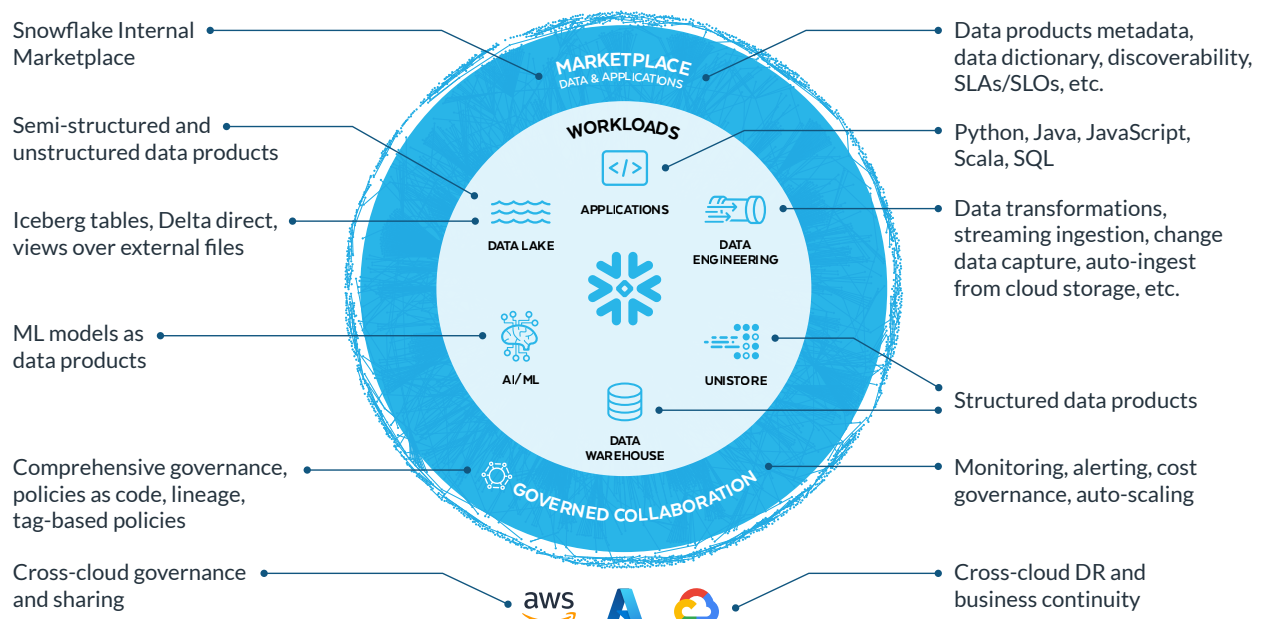 Snowflake Internal
Marketplace
Semi-structured and
unstructured data products
Iceberg tables, Delta direct,
views over external files
ML models as
data products
Comprehensive governance,
policies as code, lineage,
tag-based policies
Cross-cloud governance
and sharing
MARKETPLACE
DATA & APPLICATIONS
WORKLOADS
</>
APPLICATIONS
DATA LAKE
DATA
ENGINEERING
AI/ML
UNISTORE
DATA
WAREHOUSE
GOVERNED COLLABORATION
aws
Data products metadata,
data dictionary, discoverability,
SLAs/SLOs, etc.
Python, Java, JavaScript,
Scala, SQL
Data transformations,
streaming ingestion, change
data capture, auto-ingest
from cloud storage, etc.
Structured data products
Monitoring, alerting, cost
governance, auto-scaling
Cross-cloud DR and
business continuity